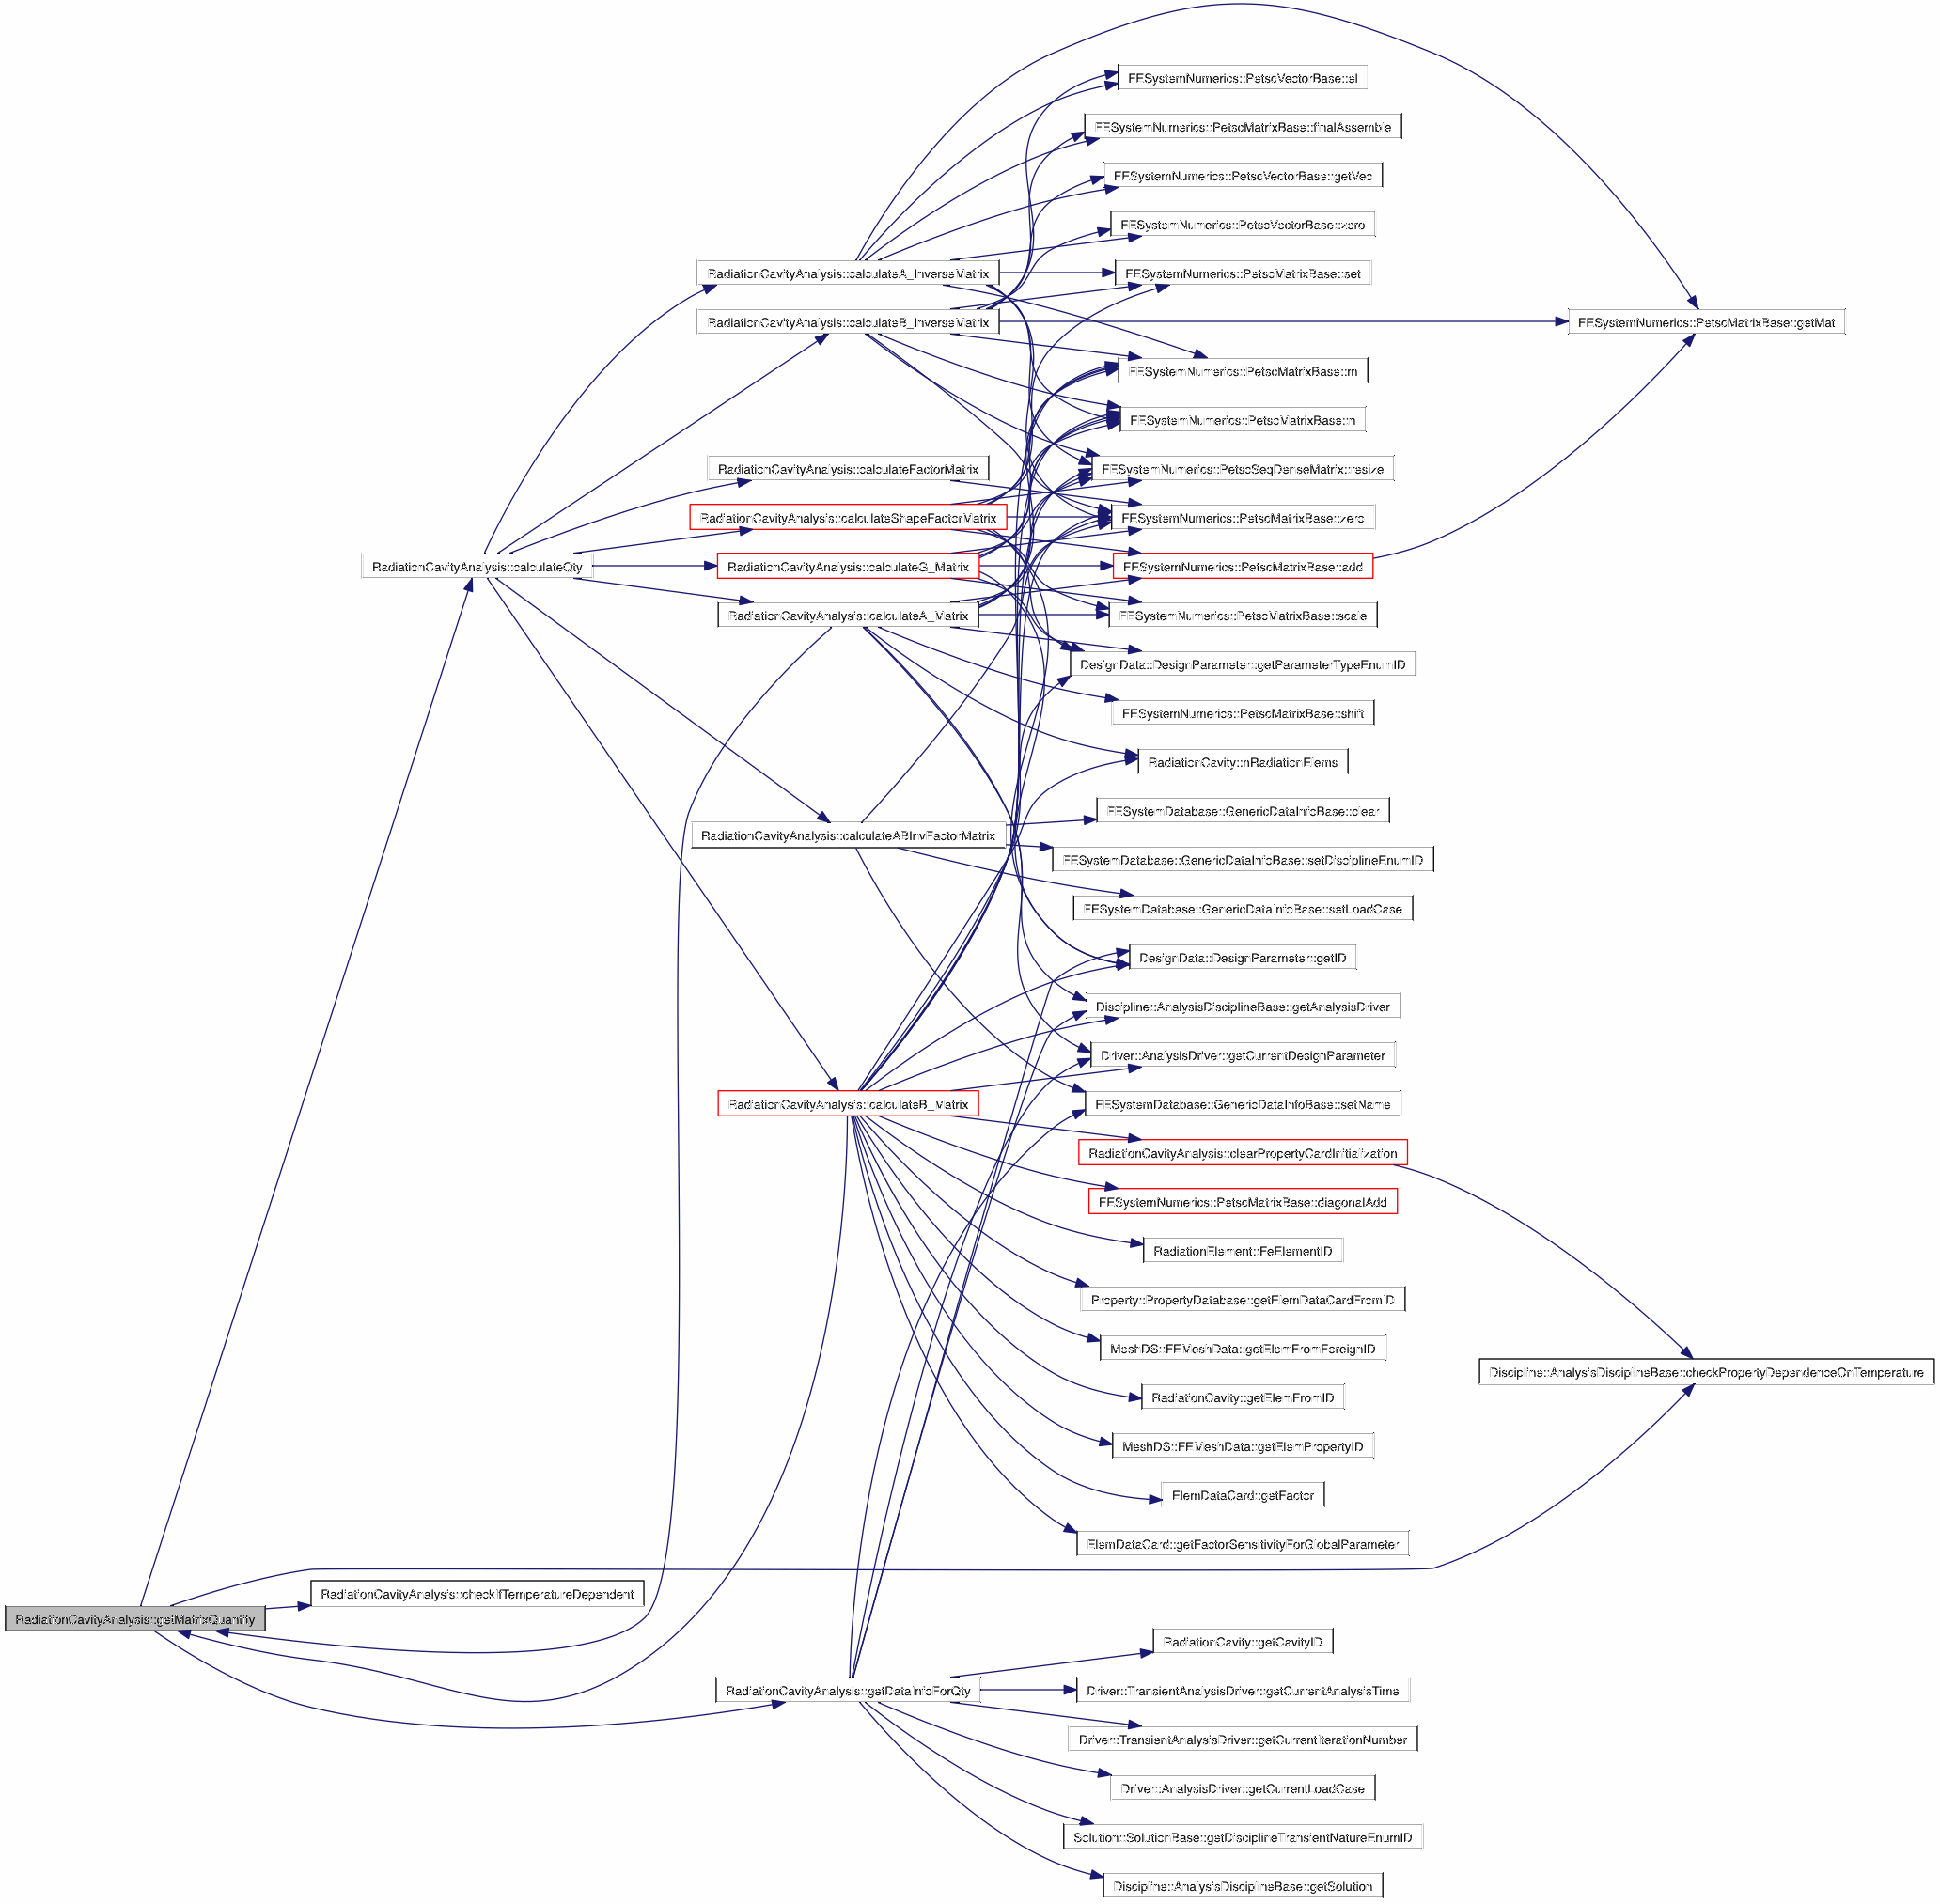 FESystemNumerics::PetscVectorBase::el
FESystemNumerics::PetscMatrixBase::finalAssemble
FESystemNumerics::PetscVectorBase::getVec
FESystemNumerics::PetscVectorBase::zero
RadiationCavityAnalysis::calculateA_InverseMatrix
FESystemNumerics::PetscMatrixBase::set
RadiationCavityAnalysis::calculateB_InverseMatrix
FESystemNumerics::PetscMatrixBase::getMat
FESystemNumerics::PetscMatrixBase::m
FESystemNumerics::PetscMatrixBase::n
RadiationCavityAnalysis::calculateFactorMatrix
FESystemNumerics::PetscSeqDenseMatrix::resize
RadiationCavityAnalysis::calculateShapeFactorMatrix
FESystemNumerics::PetscMatrixBase::zero
RadiationCavityAnalysis::calculateQty
RadiationCavityAnalysis::calculateG_Matrix
FESystemNumerics::PetscMatrixBase::add
RadiationCavityAnalysis::calculateA_Matrix
FESystemNumerics::PetscMatrixBase::scale
DesignData::DesignParameter::getParameterTypeEnumID
FESystemNumerics::PetscMatrixBase::shift
RadiationCavity::nRadiationElems
FESystemDatabase::GenericDataInfoBase::clear
RadiationCavityAnalysis::calculateABInvFactorMatrix
FESystemDatabase::GenericDataInfoBase::setDisciplineEnumID
FESystemDatabase::GenericDataInfoBase::setLoadCase
DesignData::DesignParameter::getID
Discipline::AnalysisDisciplineBase::getAnalysisDriver
Driver::AnalysisDriver::getCurrentDesignParameter
RadiationCavityAnalysis::calculateB_Matrix
FESystemDatabase::GenericDataInfoBase::setName
RadiationCavityAnalysis::clearPropertyCardInitialization
FESystemNumerics::PetscMatrixBase::diagonalAdd
RadiationElement::FeElementID
Property::PropertyDatabase::getElemDataCardFromID
MeshDS::FEMeshData::getElemFromForeignID
Discipline::AnalysisDisciplineBase::checkPropertyDependenceOnTemperature
RadiationCavity::getElemFromID
MeshDS::FEMeshData::getElemPropertyID
ElemDataCard::getFactor
ElemDataCard::getFactorSensitivityForGlobalParameter
RadiationCavityAnalysis::checkIfTemperatureDependent
RadiationCavityAnalysis::getMatrixQuantity
RadiationCavity::getCavityID
RadiationCavityAnalysis::getDataInfoForQty
Driver::TransientAnalysisDriver::getCurrentAnalysisTime
Driver::TransientAnalysisDriver::getCurrentIterationNumber
Driver::AnalysisDriver::getCurrentLoadCase
Solution::SolutionBase::getDisciplineTransientNatureEnumID
Discipline::AnalysisDisciplineBase::getSolution